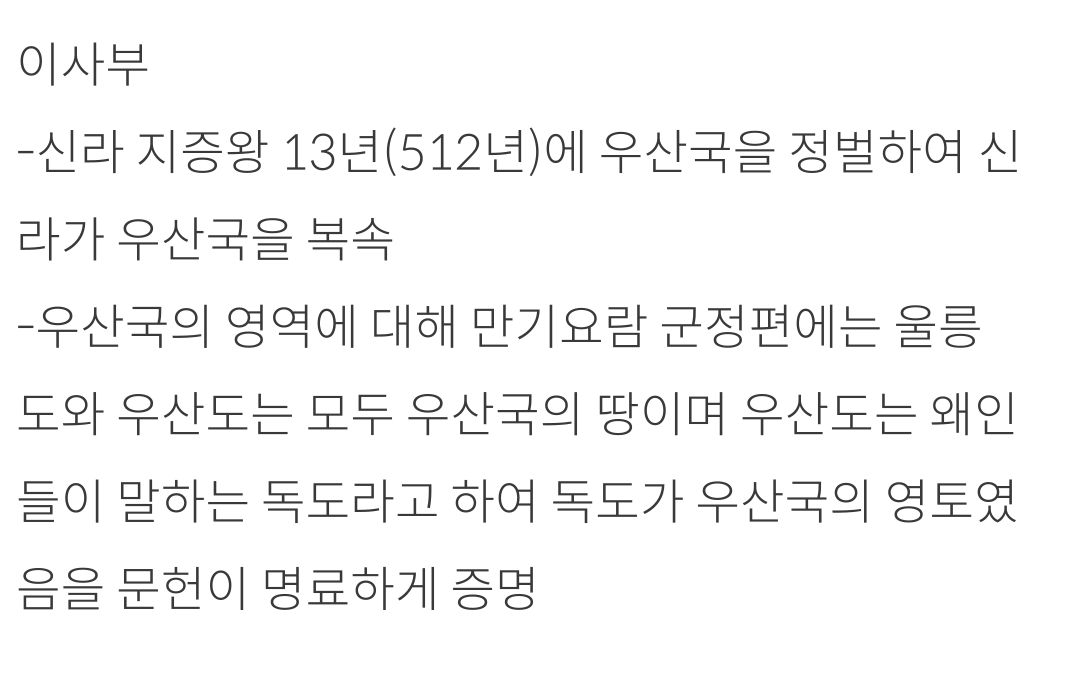 이사부
-신라 지증왕 13년(512년)에 우산국을 정벌하여 신
라가 우산국을 복속
-우산국의 영역에 대해 만기요람 군정편에는 울릉
도와 우산도는 모두 우산국의 땅이며 우산도는 왜인
들이 말하는 독도라고 하여 독도가 우산국의 영토였
음을 문헌이 명료하게 증명